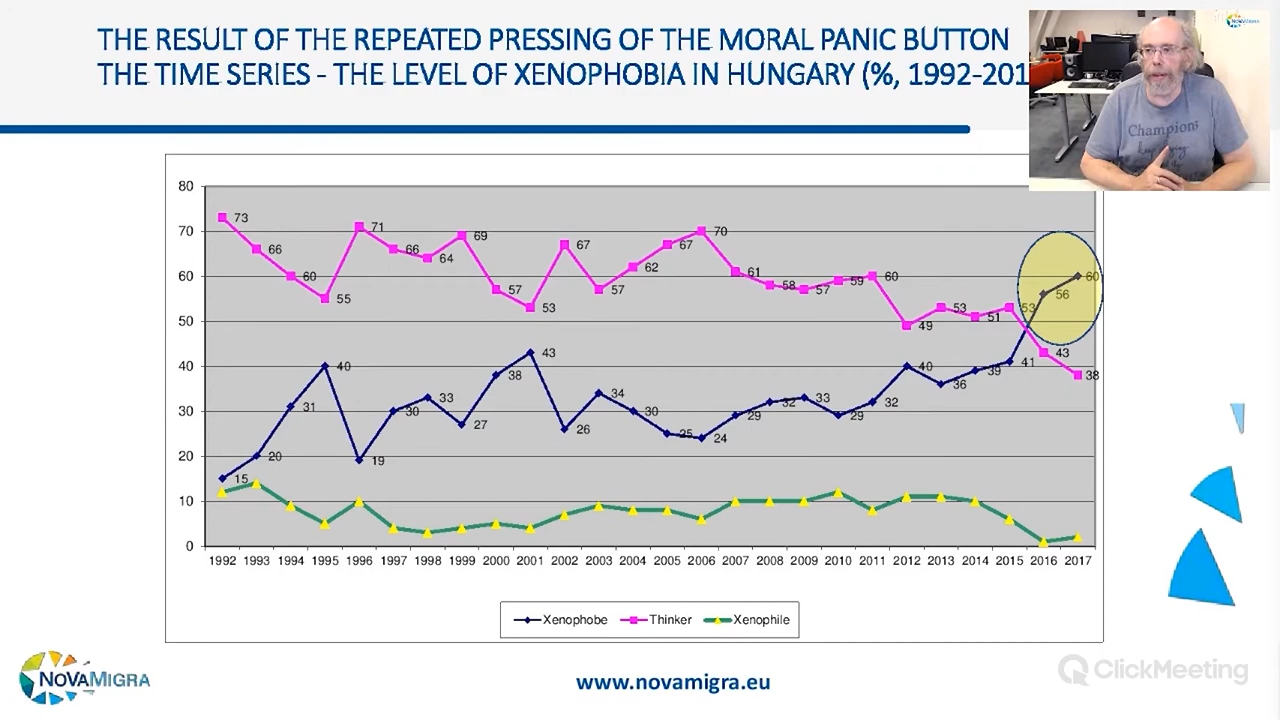 THE RESULT OF THE REPEATED PRESSING OF THE MORAL PANIC BUTTON
THE TIME SERIES - THE LEVEL OF XENOPHOBIA IN HUNGARY (%, 1992-201
NOVAMIGRA
Champions
80
70
60
50
40
30
20
10
0
73 66 60 55 71 66 64 69 57 53 67 57 62 67 70 61 58 57 59 60 49 53 51 53 43 38
15 20 31 40 19 30 33 27 38 43 26 34 30 25 24 29 32 33 29 32 40 36 39 41 56 60
1992 1993 1994 1995 1996 1997 1998 1999 2000 2001 2002 2003 2004 2005 2006 2007 2008 2009 2010 2011 2012 2013 2014 2015 2016 2017
Xenophobe Thinker Xenophile
NOVAMIGRA
www.novamigra.eu
ClickMeeting